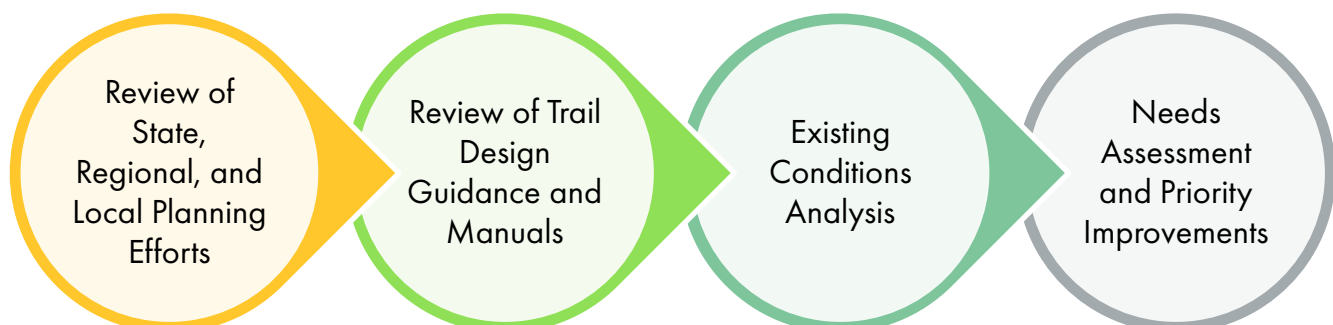 Review of
State,
Regional, and
Local Planning
Efforts
Review of Trail
Design
Guidance and
Manuals
Existing
Conditions
Analysis
Needs
Assessment
and Priority
Improvements